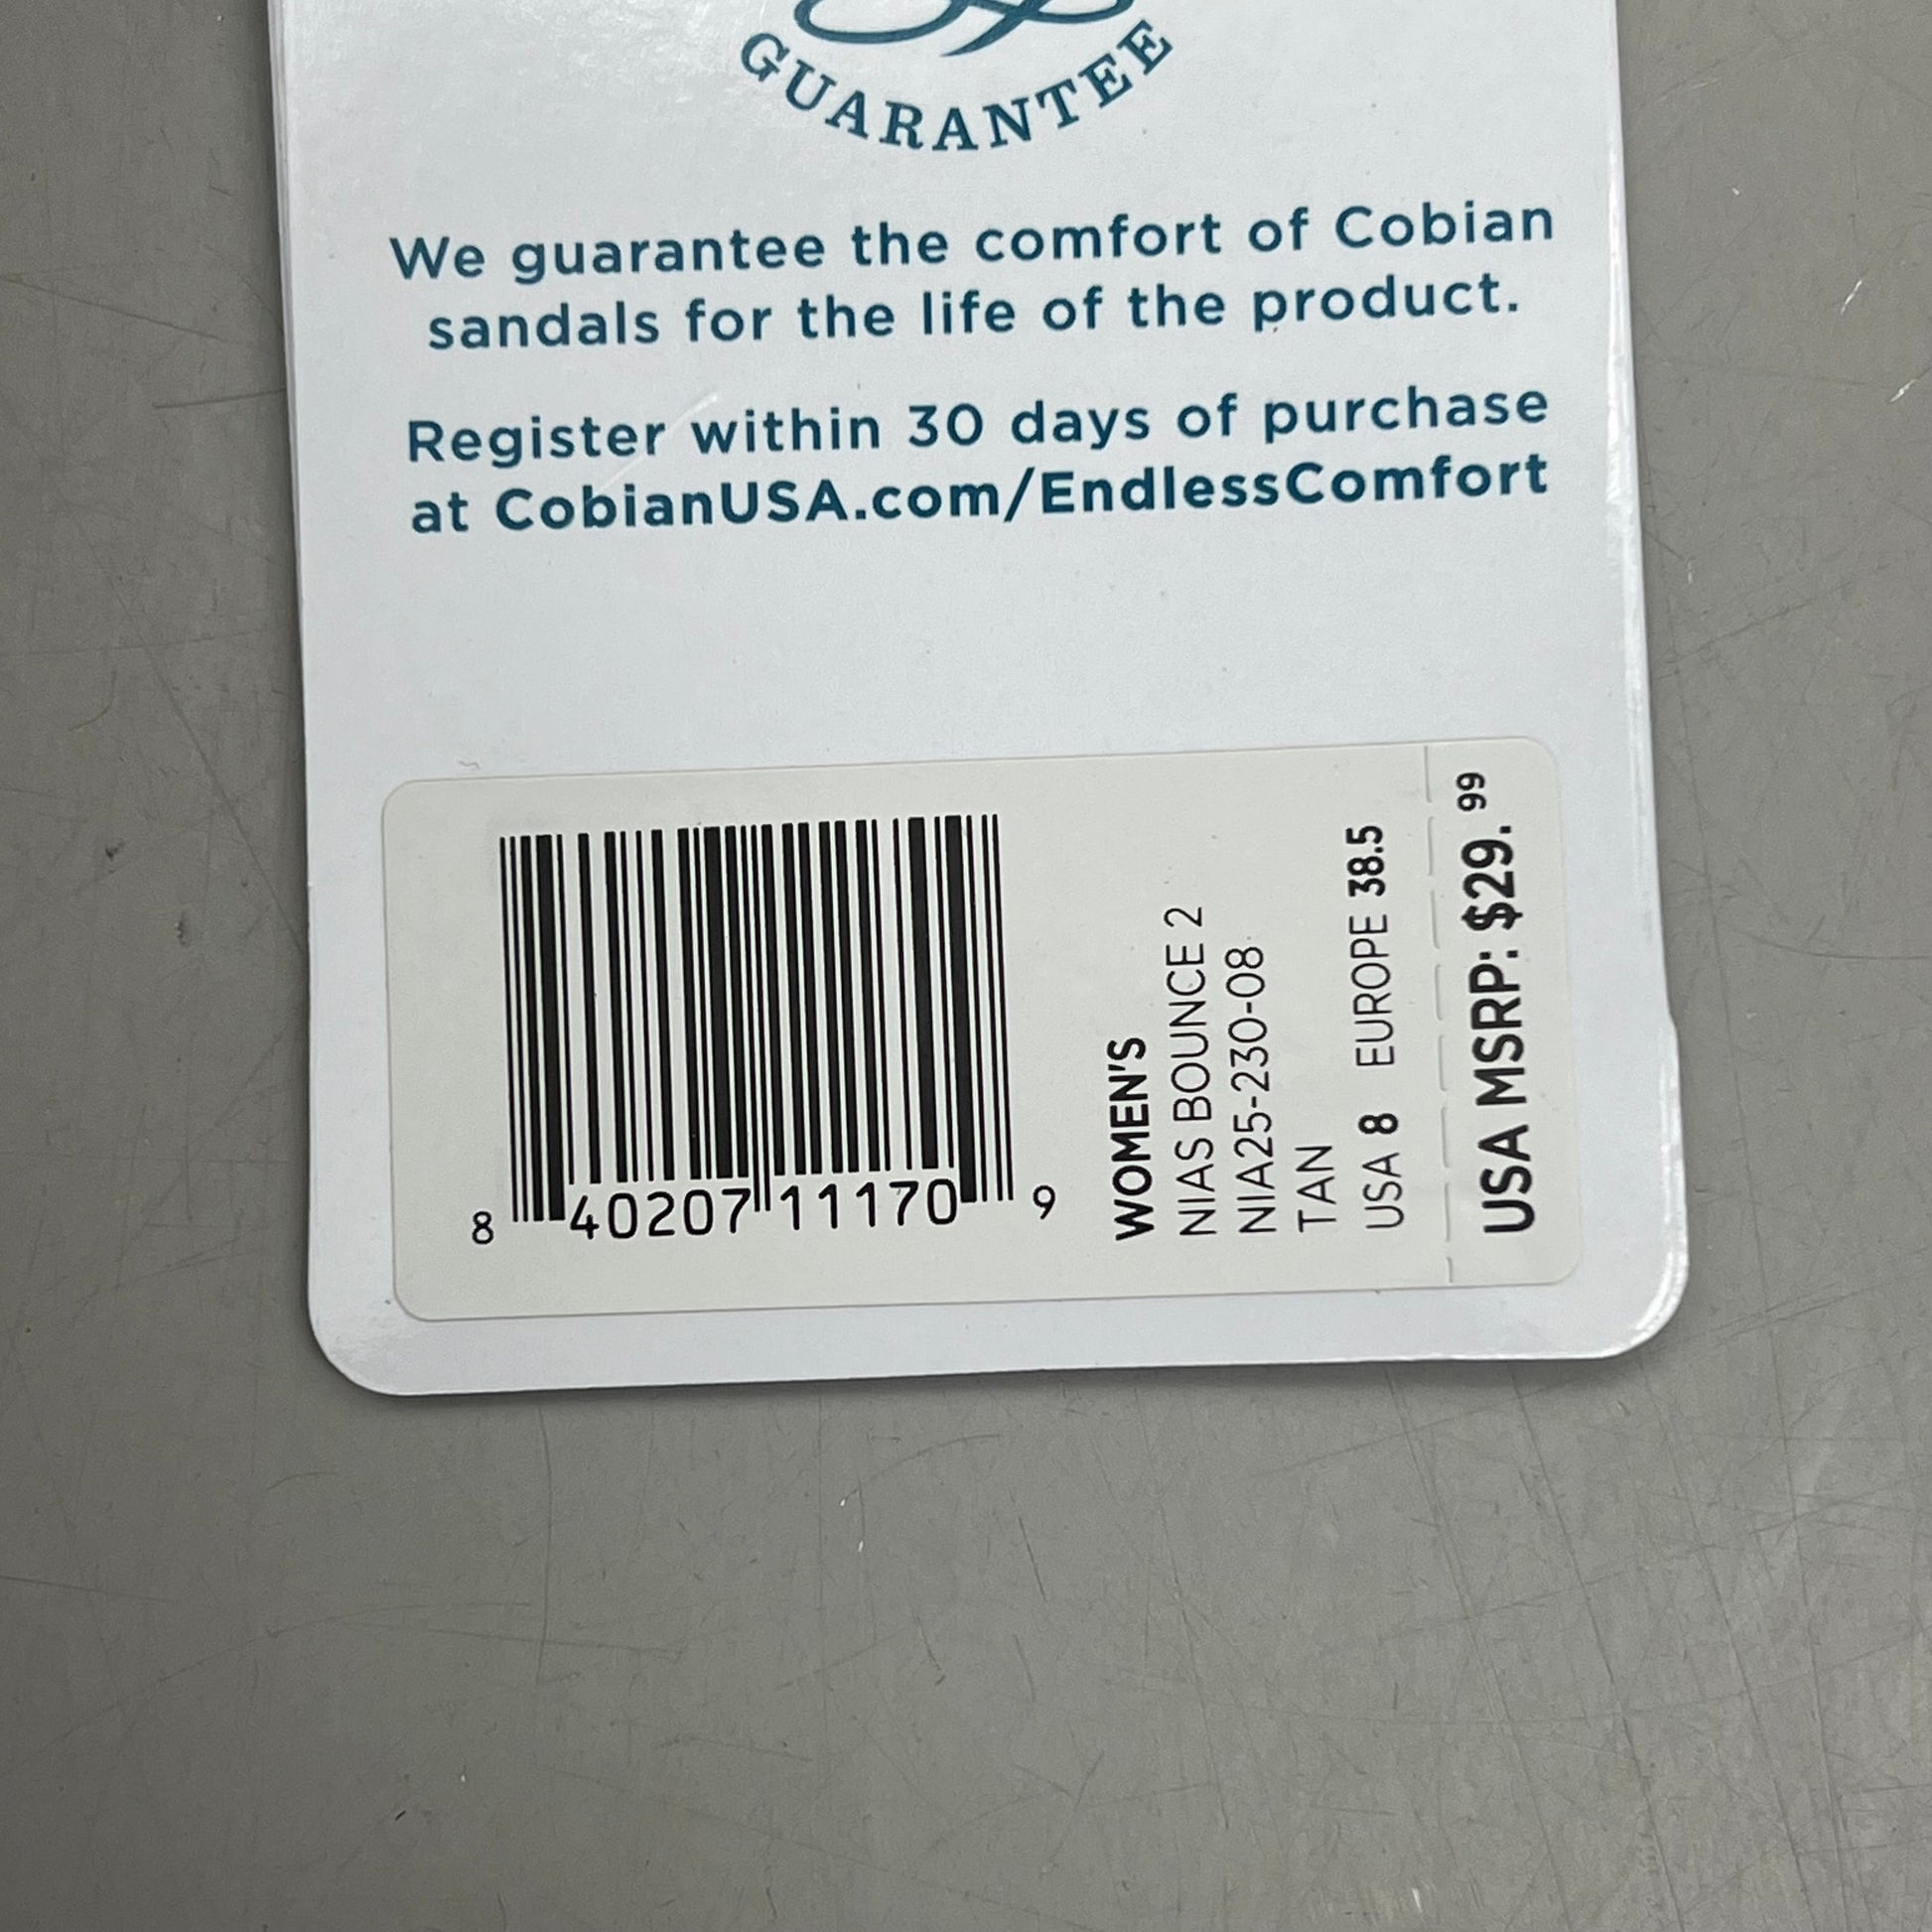 GUARANTEE
We guarantee the comfort of Cobian
sandals for the life of the product.
Register within 30 days of purchase
at CobianUSA.com/EndlessComfort
8 40207 11170 9
WOMEN'S
NIAS BOUNCE 2
NIA25-230-08
TAN
USA 8 EUROPE 38.5
USA MSRP: $29.99